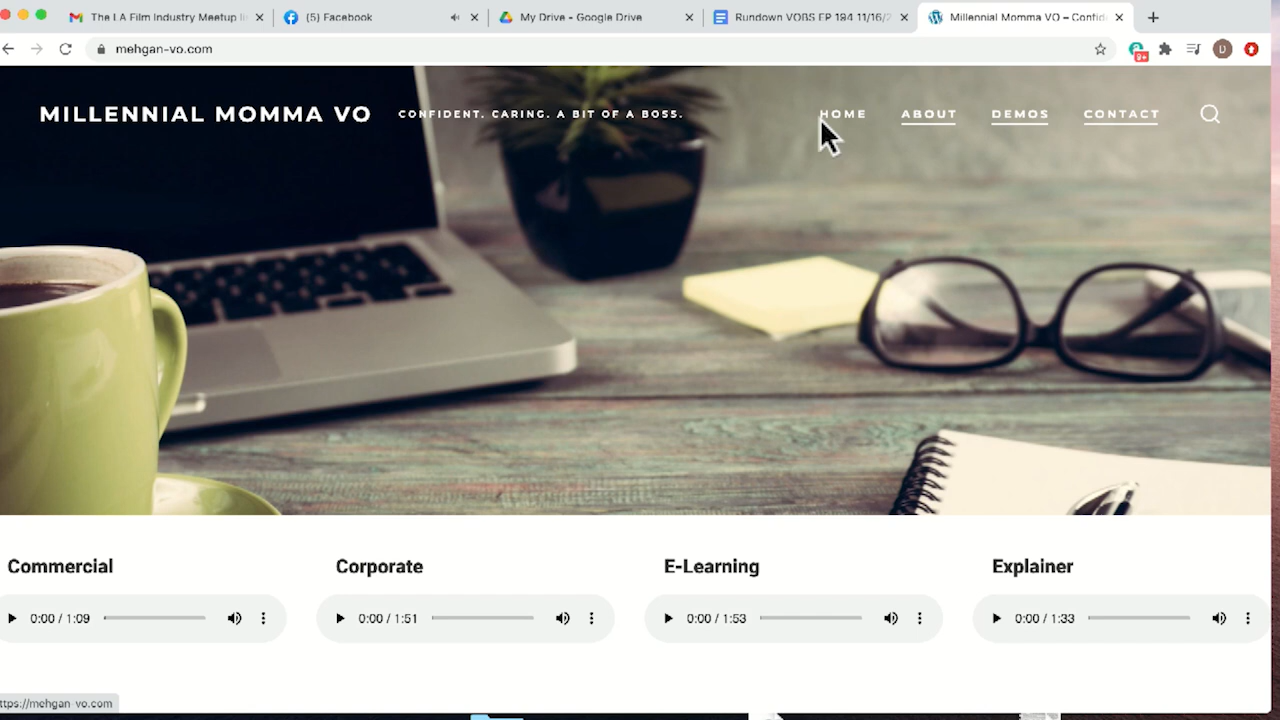 The LA Film Industry Meetup
(5) Facebook
My Drive - Google Drive
Rundown VOBS EP 194 11/16/2
Millennial Momma VO – Confid
mehgan-vo.com
9+
D
MILLENNIAL MOMMA VO
CONFIDENT. CARING. A BIT OF A BOSS.
HOME
ABOUT
DEMOS
CONTACT
Commercial
Corporate
E-Learning
Explainer
0:00 / 1:09
0:00 / 1:51
0:00 / 1:53
0:00 / 1:33
ttps://mehgan-vo.com